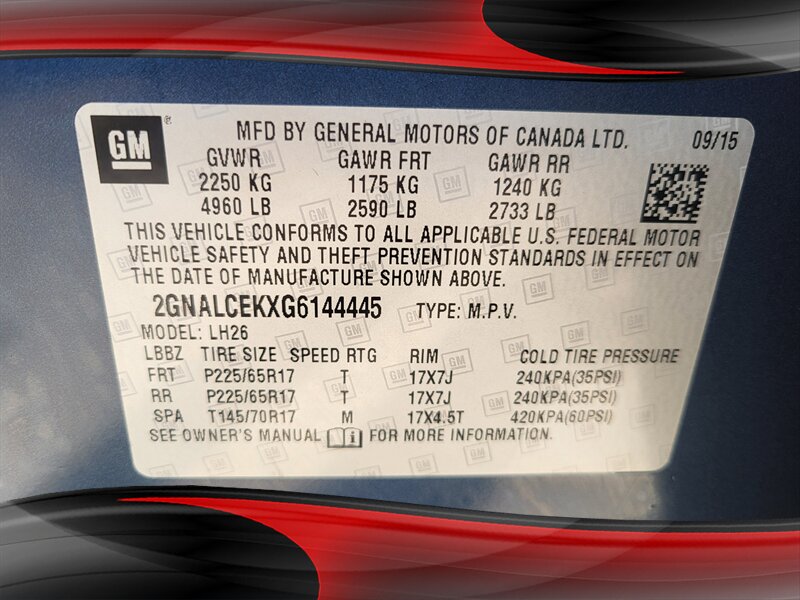 GM
MFD BY GENERAL MOTORS OF CANADA LTD. 09/15
GVWR GAWR FRT GAWR RR
2250 KG 1175 KG 1240 KG
4960 LB 2590 LB 2733 LB
THIS VEHICLE CONFORMS TO ALL APPLICABLE U.S. FEDERAL MOTOR
VEHICLE SAFETY AND THEFT PREVENTION STANDARDS IN EFFECT ON
THE DATE OF MANUFACTURE SHOWN ABOVE.
2GNALCEKXG6144445 TYPE: M.P.V.
MODEL: LH26
LBBZ TIRE SIZE SPEED RTG RIM COLD TIRE PRESSURE
FRT P225/65R17 T 17X7J 240KPA(35PSI)
RR P225/65R17 T 17X7J 240KPA(35PSI)
SPA T145/70R17 M 17X4.5T 420KPA(60PSI)
SEE OWNER'S MANUAL FOR MORE INFORMATION.